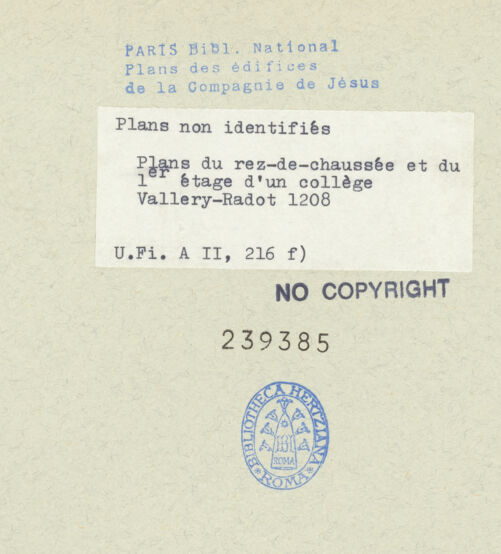 PARIS Bibl. National
Plans des édifices
de la Compagnie de Jésus
Plans non identifiés
Plans du rez-de-chaussée et du
1er étage d'un collège
Vallery-Radot 1208
U.Fi. A II, 216 f)
NO COPYRIGHT
239385
BIBLIOTHECA HERTZIANA
ROMA
*ROMA*